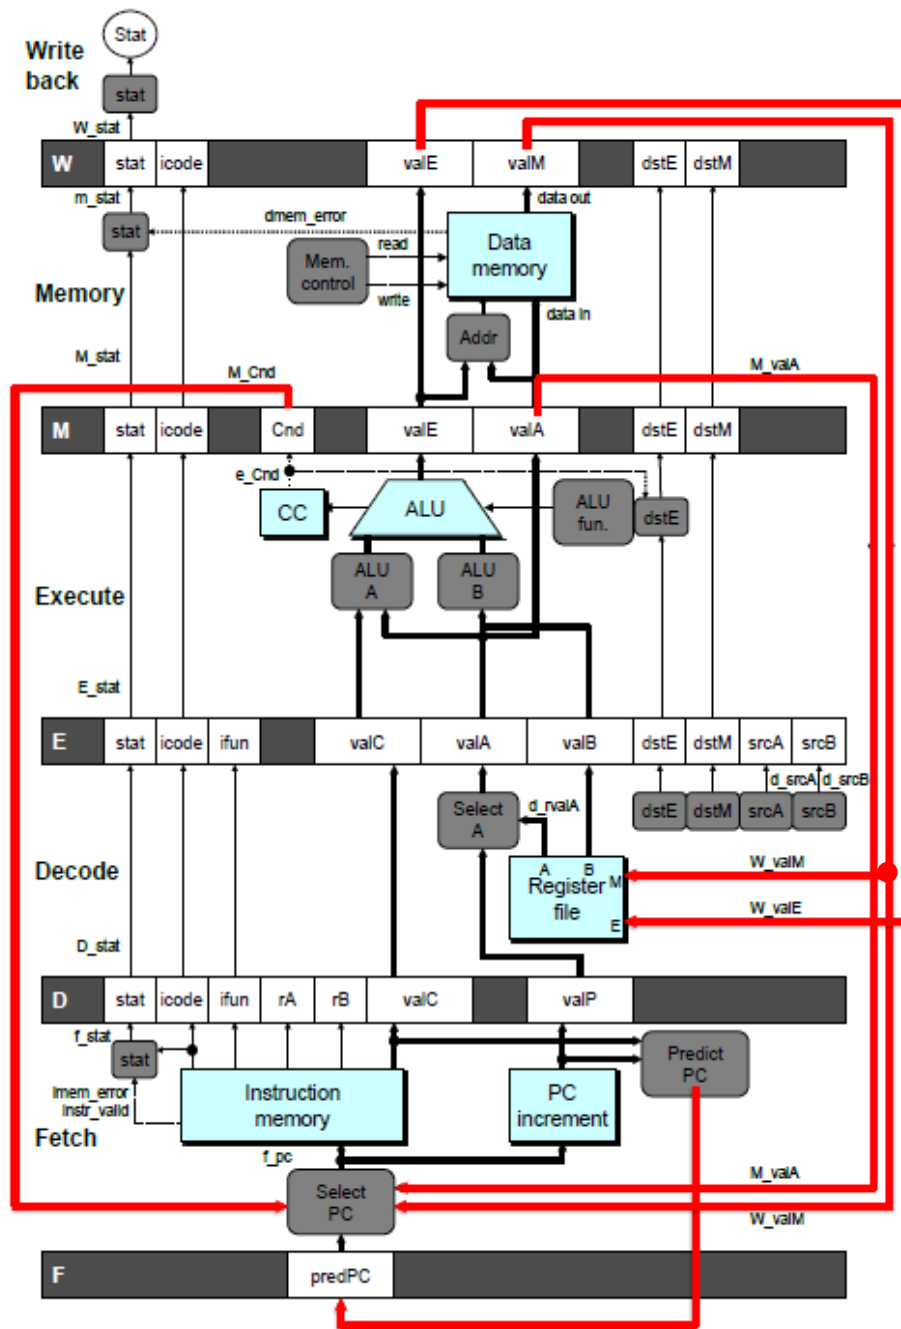 Stat
Write
back
stat
W_stat
W stat icode valE valM dstE dstM
m_stat
data out
dmem_error
stat
read
Mem.
control
Data
memory
write
Memory
data in
Addr
M_stat
M_Cnd
M_valA
M stat icode Cnd valE valA dstE dstM
e_Cnd
CC
ALU
ALU
fun.
dstE
ALU
A
ALU
B
Execute
E_stat
E stat icode ifun valC valA valB dstE dstM srcA srcB
d_srcA d_srcB
Select
A
d_rvalA
dstE dstM srcA srcB
Decode
A B
Register
file
M
E
W_valM
W_valE
D_stat
D stat icode ifun rA rB valC valP
f_stat
stat
Predict
PC
Imem_error
Instr_valid
Instruction
memory
PC
increment
Fetch
f_pc
M_valA
Select
PC
W_valM
F predPC